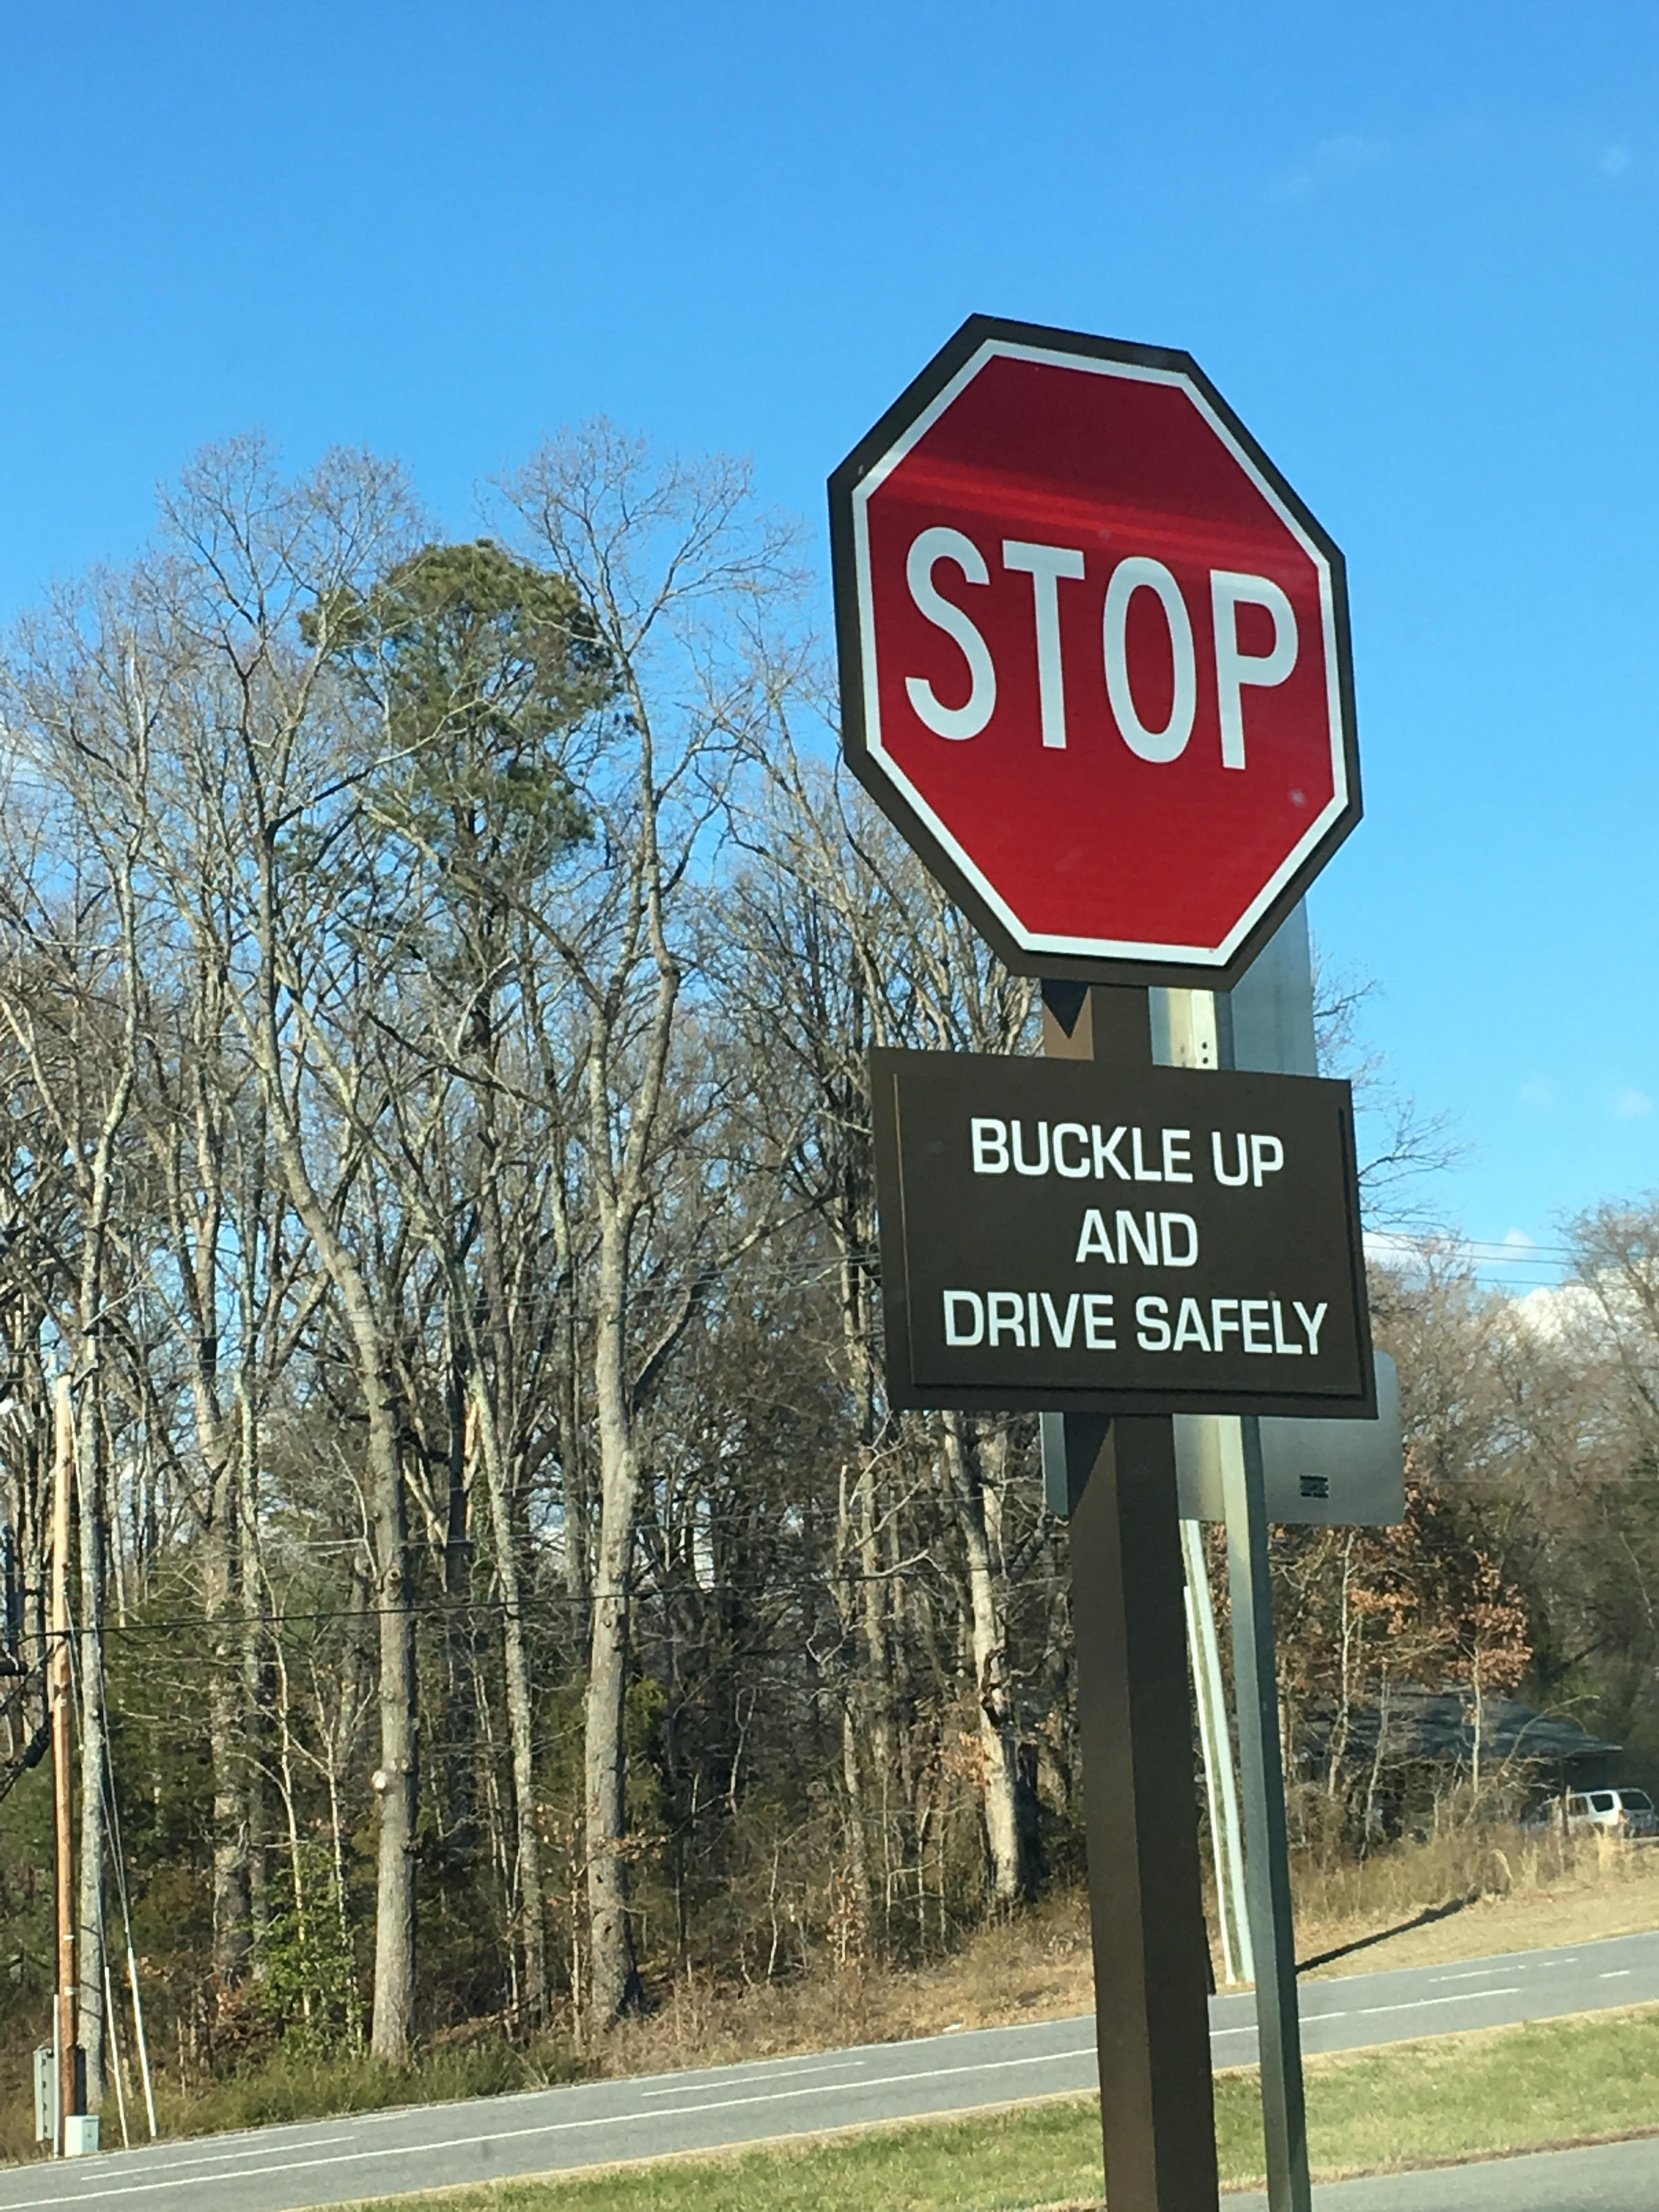 STOP
BUCKLE UP
AND
DRIVE SAFELY